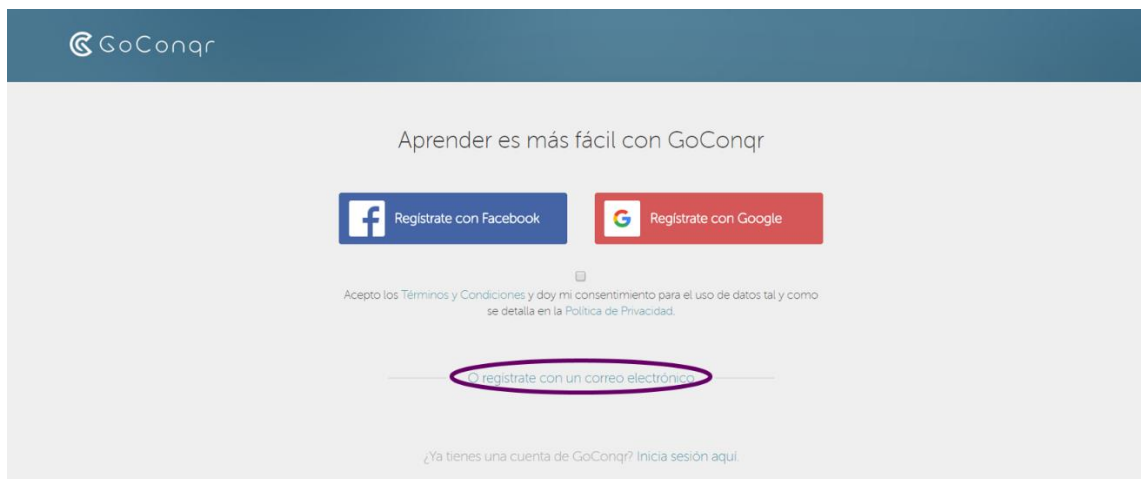 GoConqr
Aprender es más fácil con GoConqr
Regístrate con Facebook
Regístrate con Google
Acepto los Términos y Condiciones y doy mi consentimiento para el uso de datos tal y como
se detalla en la Política de Privacidad.
O regístrate con un correo electrónico
¿Ya tienes una cuenta de GoConqr? Inicia sesión aquí